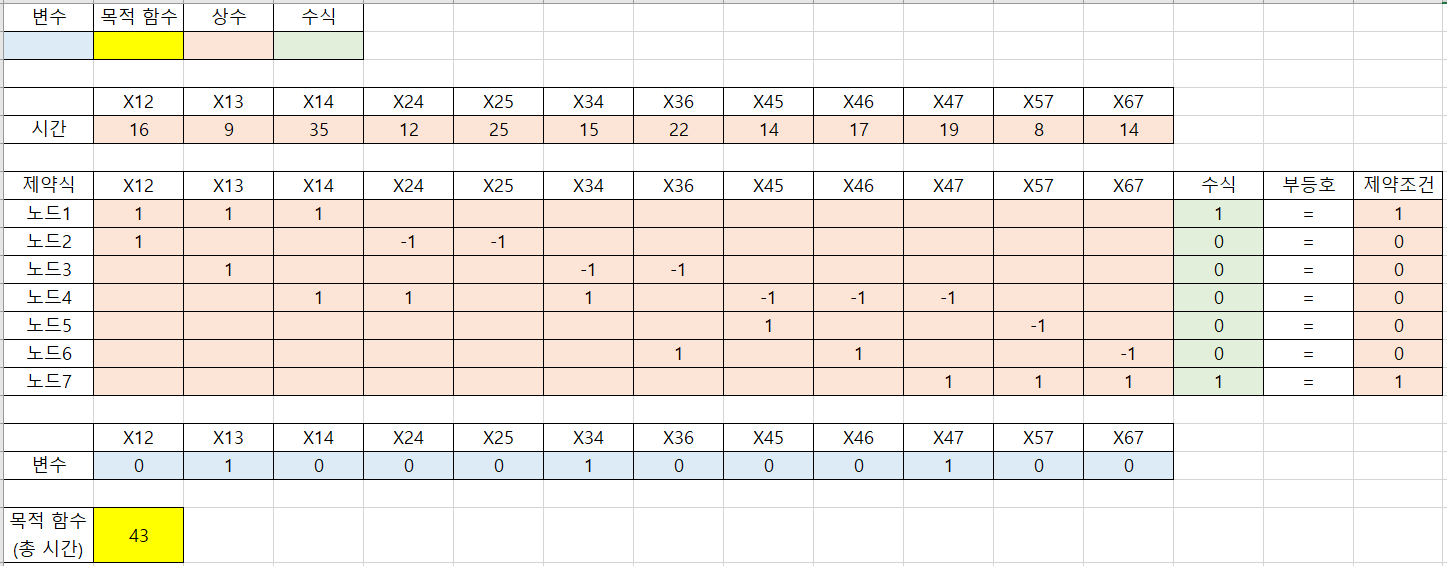 변수 목적 함수 상수 수식
X12 X13 X14 X24 X25 X34 X36 X45 X46 X47 X57 X67
시간 16 9 35 12 25 15 22 14 17 19 8 14
제약식 X12 X13 X14 X24 X25 X34 X36 X45 X46 X47 X57 X67 수식 부등호 제약조건
노드1 1 1 1 1 = 1
노드2 1 -1 -1 0 = 0
노드3 1 -1 -1 0 = 0
노드4 1 1 1 -1 -1 -1 0 = 0
노드5 1 -1 0 = 0
노드6 1 1 -1 0 = 0
노드7 1 1 1 1 = 1
X12 X13 X14 X24 X25 X34 X36 X45 X46 X47 X57 X67
변수 0 1 0 0 0 1 0 0 0 1 0 0
목적 함수
(총 시간) 43